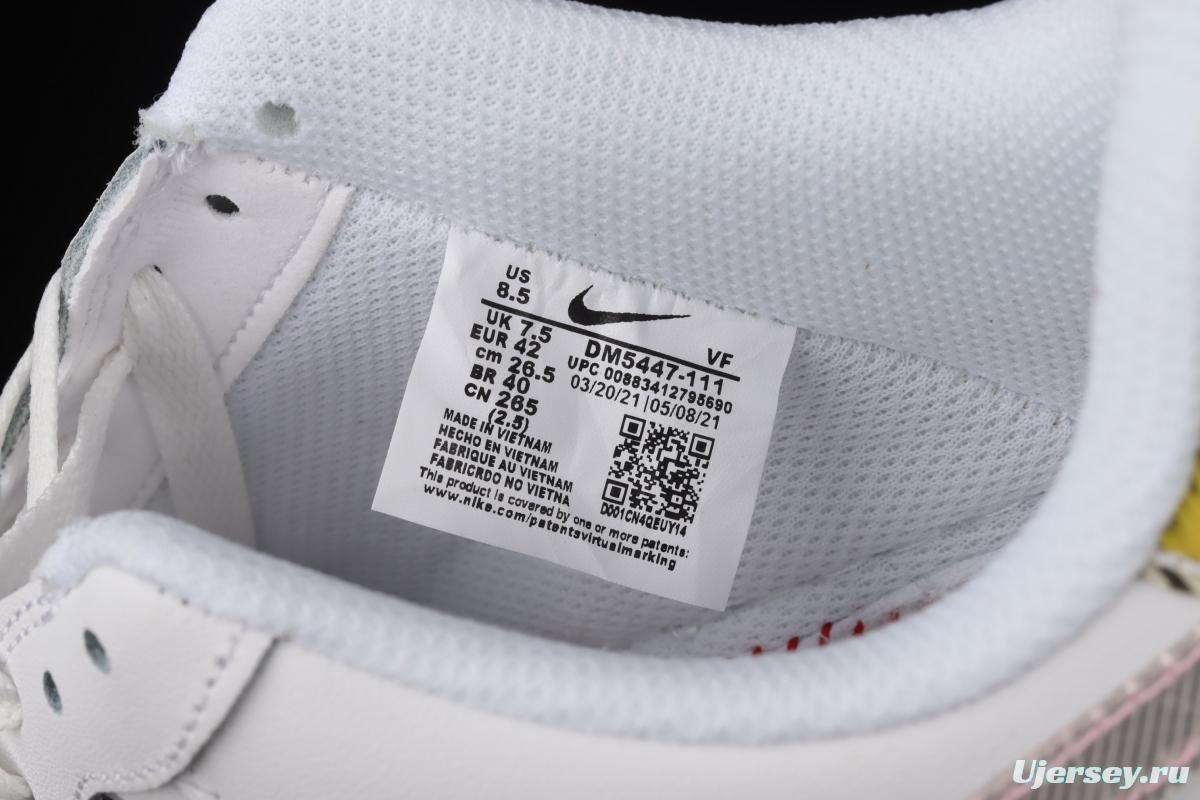 US
8.5
UK 7.5
EUR 42
cm 26.5
BR 40
CN 265
(2.5)
VF
DM5447-111
UPC 00883412795690
03/20/21 | 05/08/21
MADE IN VIETNAM
HECHO EN VIETNAM
FABRIQUE AU VIETNAM
FABRICRDO NO VIETNA
D001CN4QEUY14
This product is covered by one or more patents:
www.nike.com/patentsvirtualmarking
Ujersey.ru